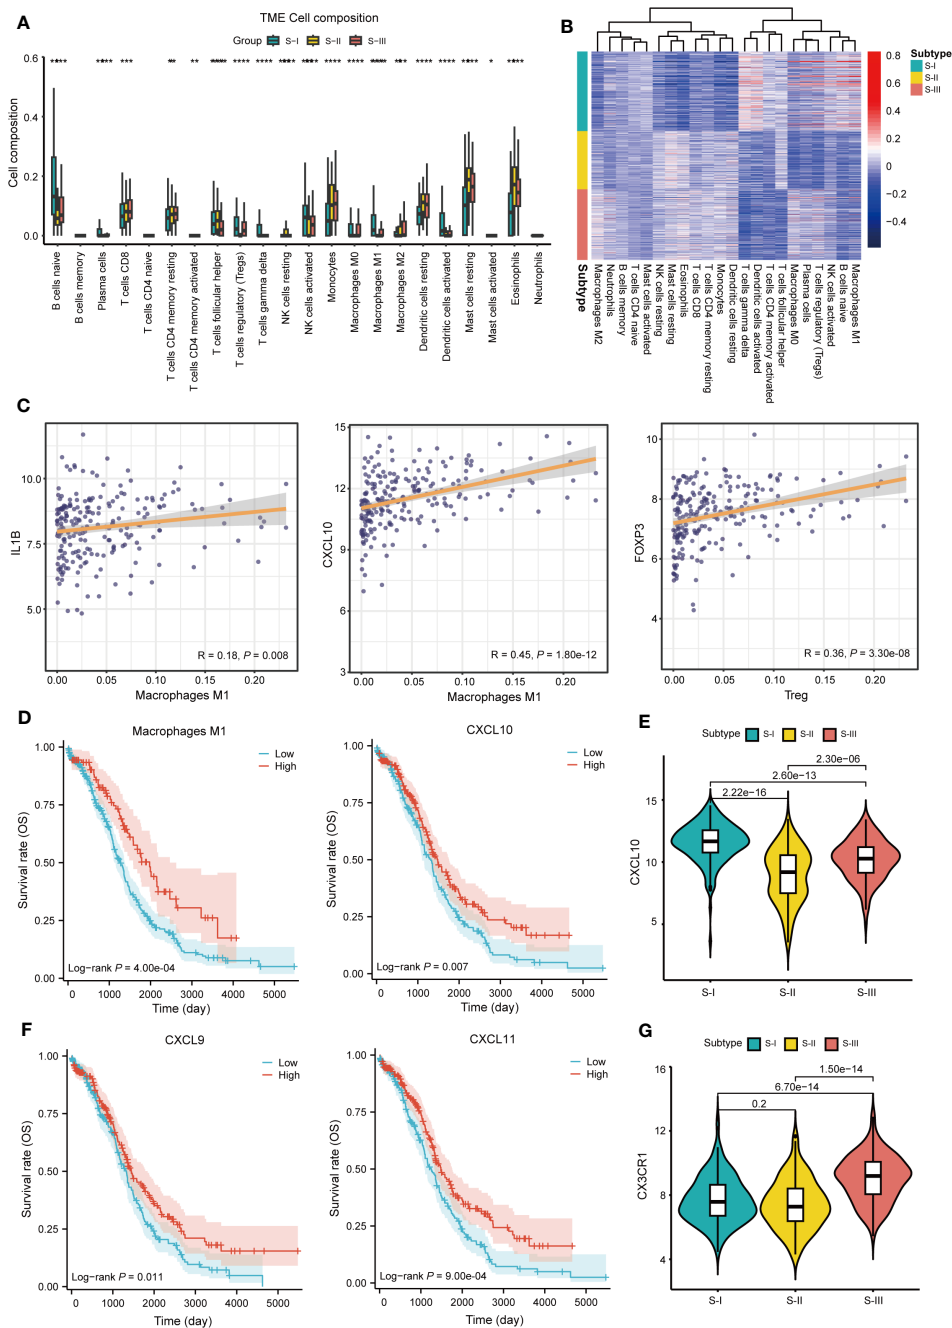 A
TME Cell composition
Group S-I S-II S-III
Cell composition
0.6
0.4
0.2
0.0
B cells naive
B cells memory
Plasma cells
T cells CD8
T cells CD4 naive
T cells CD4 memory resting
T cells CD4 memory activated
T cells follicular helper
T cells regulatory (Tregs)
T cells gamma delta
NK cells resting
NK cells activated
Monocytes
Macrophages M0
Macrophages M1
Macrophages M2
Dendritic cells resting
Dendritic cells activated
Mast cells resting
Mast cells activated
Eosinophils
Neutrophils
B
Subtype
S-I
S-II
S-III
0.8
0.6
0.4
0.2
0
-0.2
-0.4
Subtype
Macrophages M2
Neutrophils
B cells memory
T cells CD4 naive
Mast cells activated
NK cells resting
Mast cells resting
Eosinophils
T cells CD8
T cells CD4 memory resting
Monocytes
Dendritic cells resting
T cells gamma delta
Dendritic cells activated
T cells CD4 memory activated
T cells follicular helper
Macrophages M0
Plasma cells
T cells regulatory (Tregs)
NK cells activated
B cells naive
Macrophages M1
C
IL1B
10.0
7.5
5.0
R = 0.18, P = 0.008
0.00 0.05 0.10 0.15 0.20
Macrophages M1
CXCL10
15
12
9
6
3
R = 0.45, P = 1.80e-12
0.00 0.05 0.10 0.15 0.20
Macrophages M1
FOXP3
10
8
6
4
R = 0.36, P = 3.30e-08
0.00 0.05 0.10 0.15 0.20
Treg
D
Macrophages M1
Low
High
Survival rate (OS)
1.00
0.75
0.50
0.25
0.00
Log-rank P = 4.00e-04
0 1000 2000 3000 4000 5000
Time (day)
CXCL10
Low
High
Survival rate (OS)
1.00
0.75
0.50
0.25
0.00
Log-rank P = 0.007
0 1000 2000 3000 4000 5000
Time (day)
E
Subtype S-I S-II S-III
2.30e-06
2.60e-13
2.22e-16
CXCL10
15
10
5
S-I S-II S-III
F
CXCL9
Low
High
Survival rate (OS)
1.00
0.75
0.50
0.25
0.00
Log-rank P = 0.011
0 1000 2000 3000 4000 5000
Time (day)
CXCL11
Low
High
Survival rate (OS)
1.00
0.75
0.50
0.25
0.00
Log-rank P = 9.00e-04
0 1000 2000 3000 4000 5000
Time (day)
G
Subtype S-I S-II S-III
1.50e-14
6.70e-14
0.2
CX3CR1
16
12
8
4
S-I S-II S-III